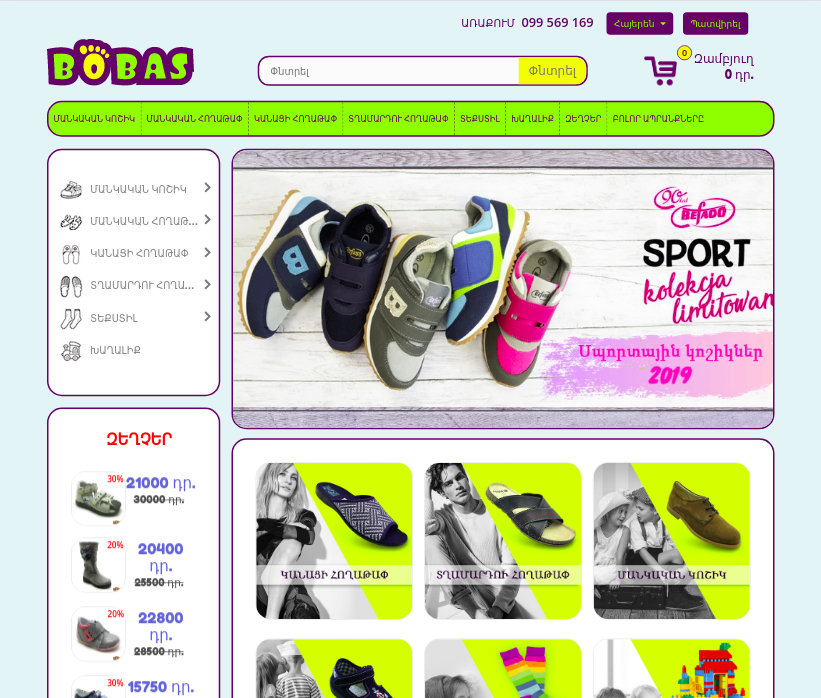 ԱՌԱՔՈՒՄ 099 569 169
Հայերեն
Պատվիրել
BOBAS
Փնտրել
Փնտրել
0
Զամբյուղ
0 դր.
ՄԱՆԿԱԿԱՆ ԿՈՇԻԿ
ՄԱՆԿԱԿԱՆ ՀՈՂԱԹԱՓ
ԿԱՆԱՑԻ ՀՈՂԱԹԱՓ
ՏՂԱՄԱՐԴՈՒ ՀՈՂԱԹԱՓ
ՏԵՔՍՏԻԼ
ԽԱՂԱԼԻՔ
ԶԵՂՉԵՐ
ԲՈԼՈՐ ԱՊՐԱՆՔՆԵՐԸ
ՄԱՆԿԱԿԱՆ ԿՈՇԻԿ
ՄԱՆԿԱԿԱՆ ՀՈՂԱԹ...
ԿԱՆԱՑԻ ՀՈՂԱԹԱՓ
ՏՂԱՄԱՐԴՈՒ ՀՈՂԱ...
ՏԵՔՍՏԻԼ
ԽԱՂԱԼԻՔ
90 lat
BEFADO
SPORT
kolekcja
limitowan
Սպորտային կոշիկներ
2019
ԶԵՂՉԵՐ
30%
21000 դր.
30000 դր.
20%
20400
դր.
25500 դր.
20%
22800
դր.
28500 դր.
30%
15750 դր.
ԿԱՆԱՑԻ ՀՈՂԱԹԱՓ
ՏՂԱՄԱՐԴՈՒ ՀՈՂԱԹԱՓ
ՄԱՆԿԱԿԱՆ ԿՈՇԻԿ